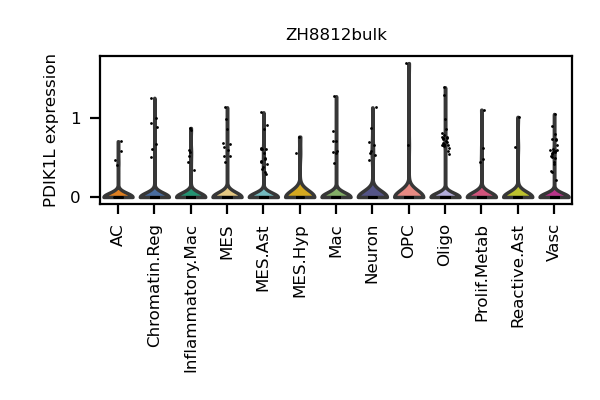 ZH8812bulk
PDIK1L expression
1
0
AC
Chromatin.Reg
Inflammatory.Mac
MES
MES.Ast
MES.Hyp
Mac
Neuron
OPC
Oligo
Prolif.Metab
Reactive.Ast
Vasc